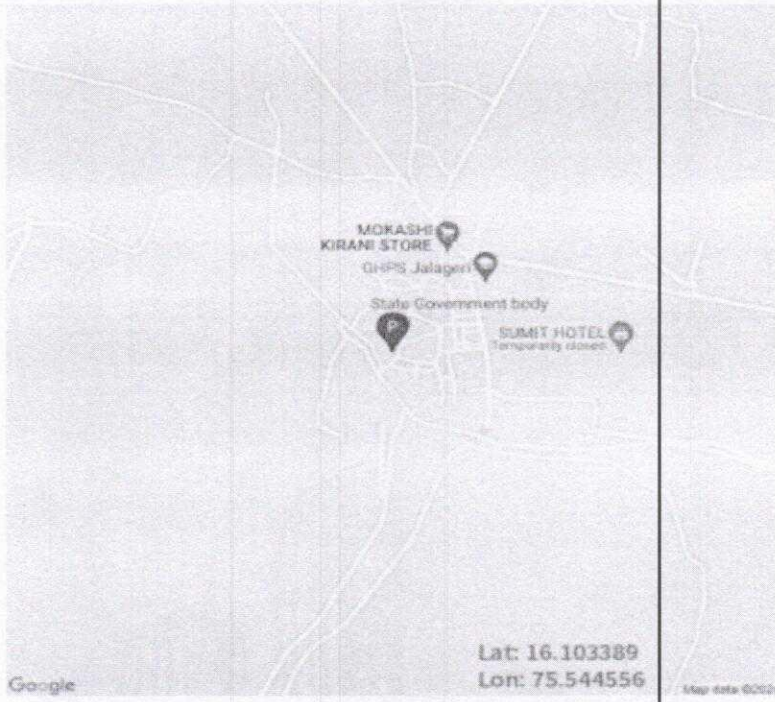 MOKASHI
KIRANI STORE
GHPS Jalageri
State Government body
P
SUMIT HOTEL
Temporarily closed
Lat: 16.103389
Lon: 75.544556
Google
Map data